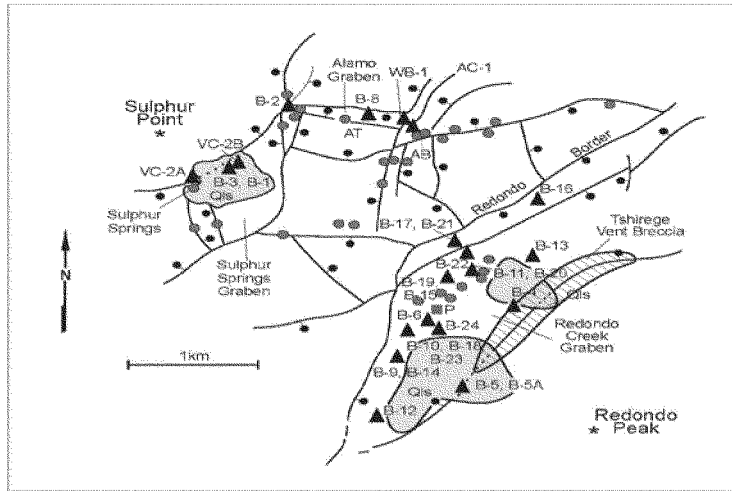 Alamo
Graben
WB-1
AC-1
B-2
B-8
Sulphur
Point
AT
VC-2B
AB
VC-2A
B-3, B-1
Qls
Sulphur
Springs
Redondo
Border
B-16
Tshirege
Vent Breccia
B-17, B-21
B-13
N
Sulphur
Springs
Graben
B-22
B-11, B-20
B-19
B-4
Qls
B-15
P
B-6
B-24
Redondo
Creek
Graben
1km
B-10, B-18
B-23
B-9, B-14
Qls
B-5, B-5A
B-12
Redondo
Peak